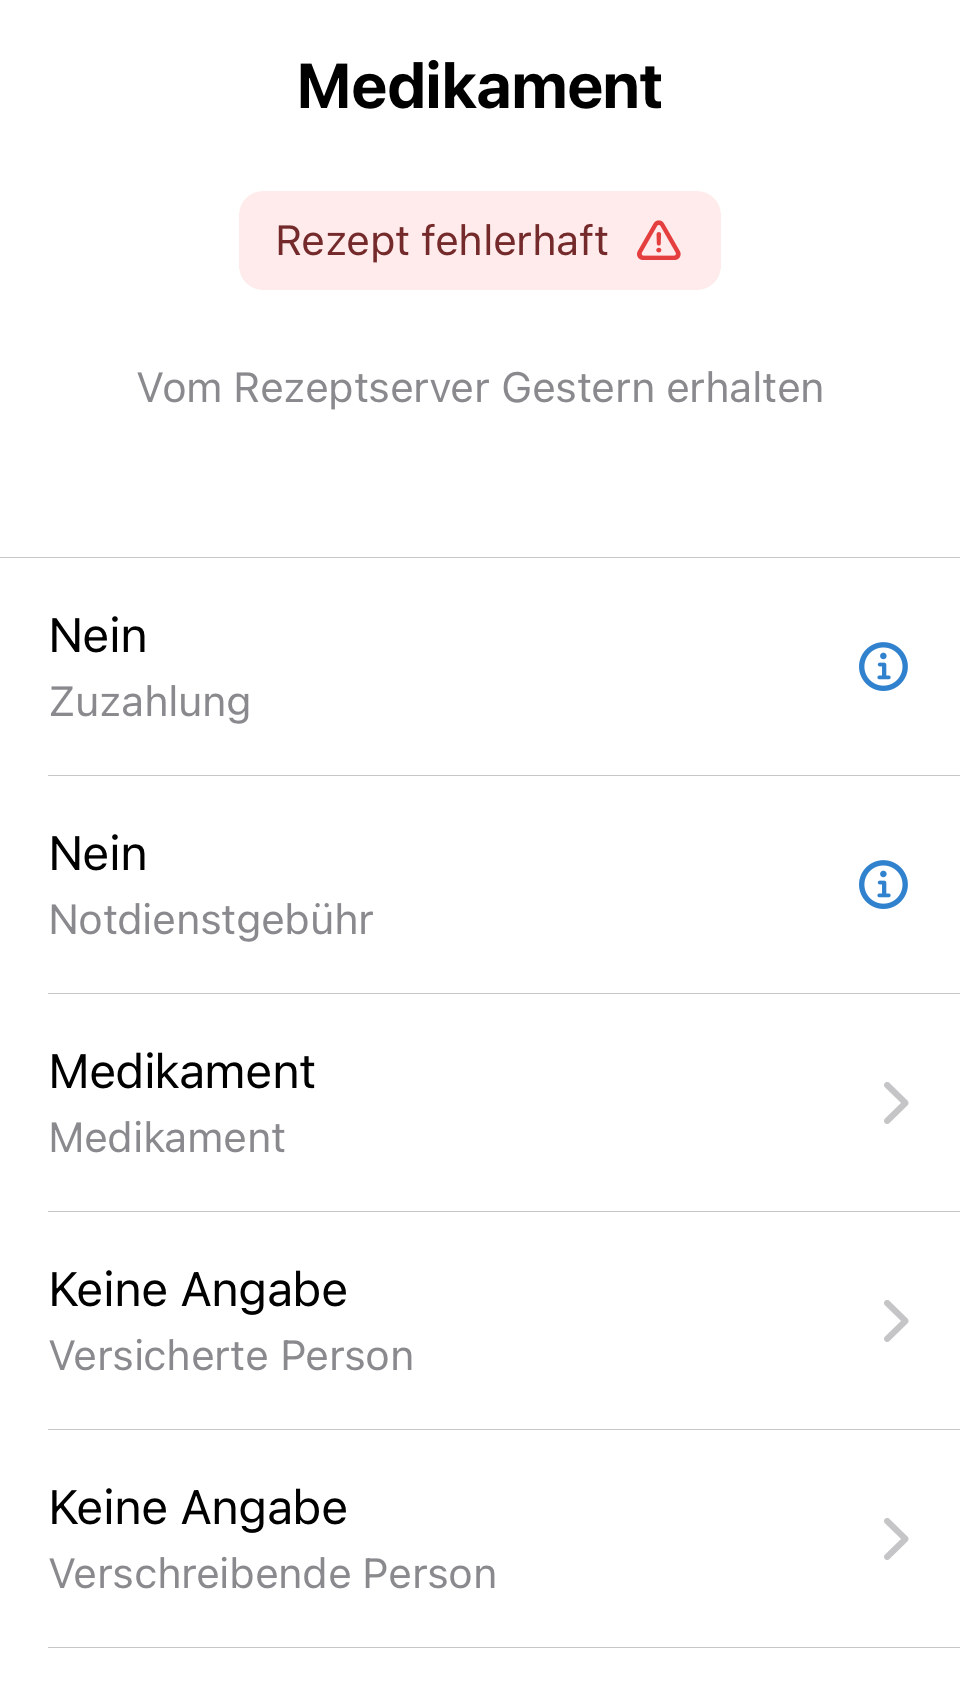 Medikament
Rezept fehlerhaft
Vom Rezeptserver Gestern erhalten
Nein
Zuzahlung
Nein
Notdienstgebühr
Medikament
Medikament
Keine Angabe
Versicherte Person
Keine Angabe
Verschreibende Person